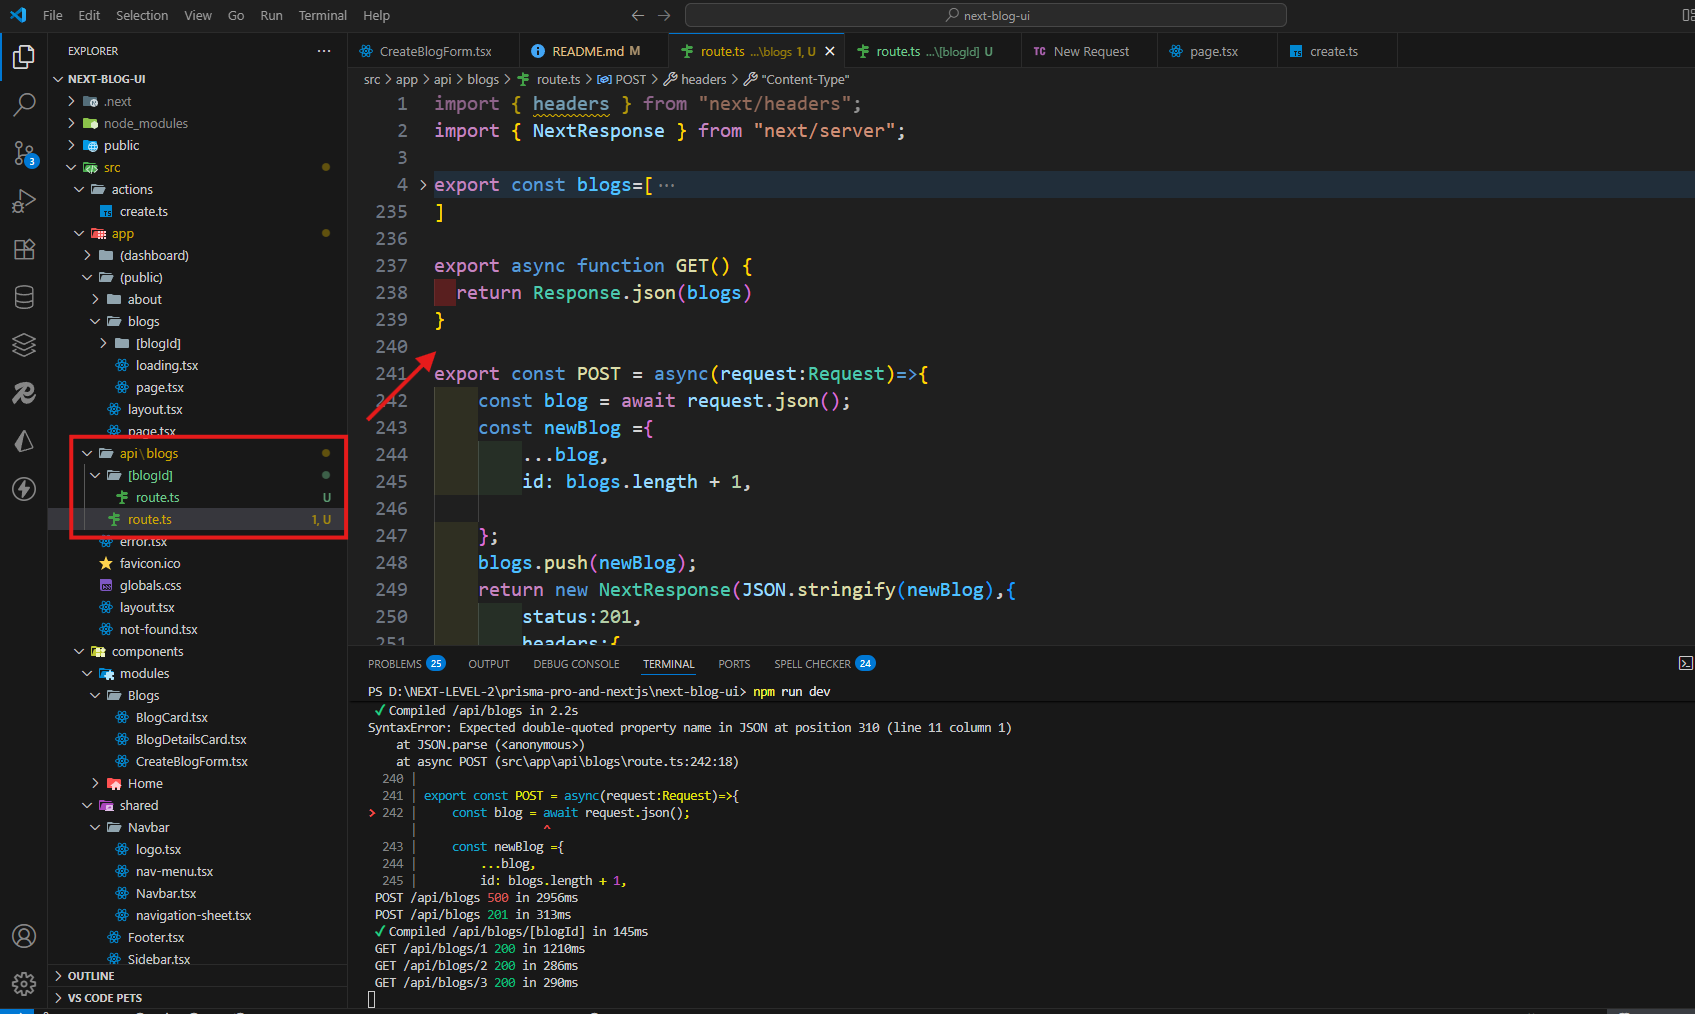 File Edit Selection View Go Run Terminal Help
next-blog-ui
EXPLORER
NEXT-BLOG-UI
.next
node_modules
public
src
actions
create.ts
app
(dashboard)
(public)
about
blogs
[blogId]
loading.tsx
page.tsx
layout.tsx
page.tsx
api\blogs
[blogId]
route.ts U
route.ts 1, U
error.tsx
favicon.ico
globals.css
layout.tsx
not-found.tsx
components
modules
Blogs
BlogCard.tsx
BlogDetailsCard.tsx
CreateBlogForm.tsx
Home
shared
Navbar
logo.tsx
nav-menu.tsx
Navbar.tsx
navigation-sheet.tsx
Footer.tsx
Sidebar.tsx
OUTLINE
VS CODE PETS
3
CreateBlogForm.tsx README.md M route.ts ...\blogs 1, U route.ts ...\[blogId] U TC New Request page.tsx create.ts
src > app > api > blogs > route.ts > POST > headers > "Content-Type"
1 import { headers } from "next/headers";
2 import { NextResponse } from "next/server";
3
4 export const blogs=[ ···
235 ]
236
237 export async function GET() {
238 return Response.json(blogs)
239 }
240
241 export const POST = async(request:Request)=>{
242 const blog = await request.json();
243 const newBlog ={
244 ...blog,
245 id: blogs.length + 1,
246
247 };
248 blogs.push(newBlog);
249 return new NextResponse(JSON.stringify(newBlog),{
250 status:201,
251 headers:{
PROBLEMS 25 OUTPUT DEBUG CONSOLE TERMINAL PORTS SPELL CHECKER 24
PS D:\NEXT-LEVEL-2\prisma-pro-and-nextjs\next-blog-ui> npm run dev
✓ Compiled /api/blogs in 2.2s
SyntaxError: Expected double-quoted property name in JSON at position 310 (line 11 column 1)
at JSON.parse (<anonymous>)
at async POST (src\app\api\blogs\route.ts:242:18)
240 |
241 | export const POST = async(request:Request)=>{
> 242 | const blog = await request.json();
| ^
243 | const newBlog ={
244 | ...blog,
245 | id: blogs.length + 1,
POST /api/blogs 500 in 2956ms
POST /api/blogs 201 in 313ms
✓ Compiled /api/blogs/[blogId] in 145ms
GET /api/blogs/1 200 in 1210ms
GET /api/blogs/2 200 in 286ms
GET /api/blogs/3 200 in 290ms